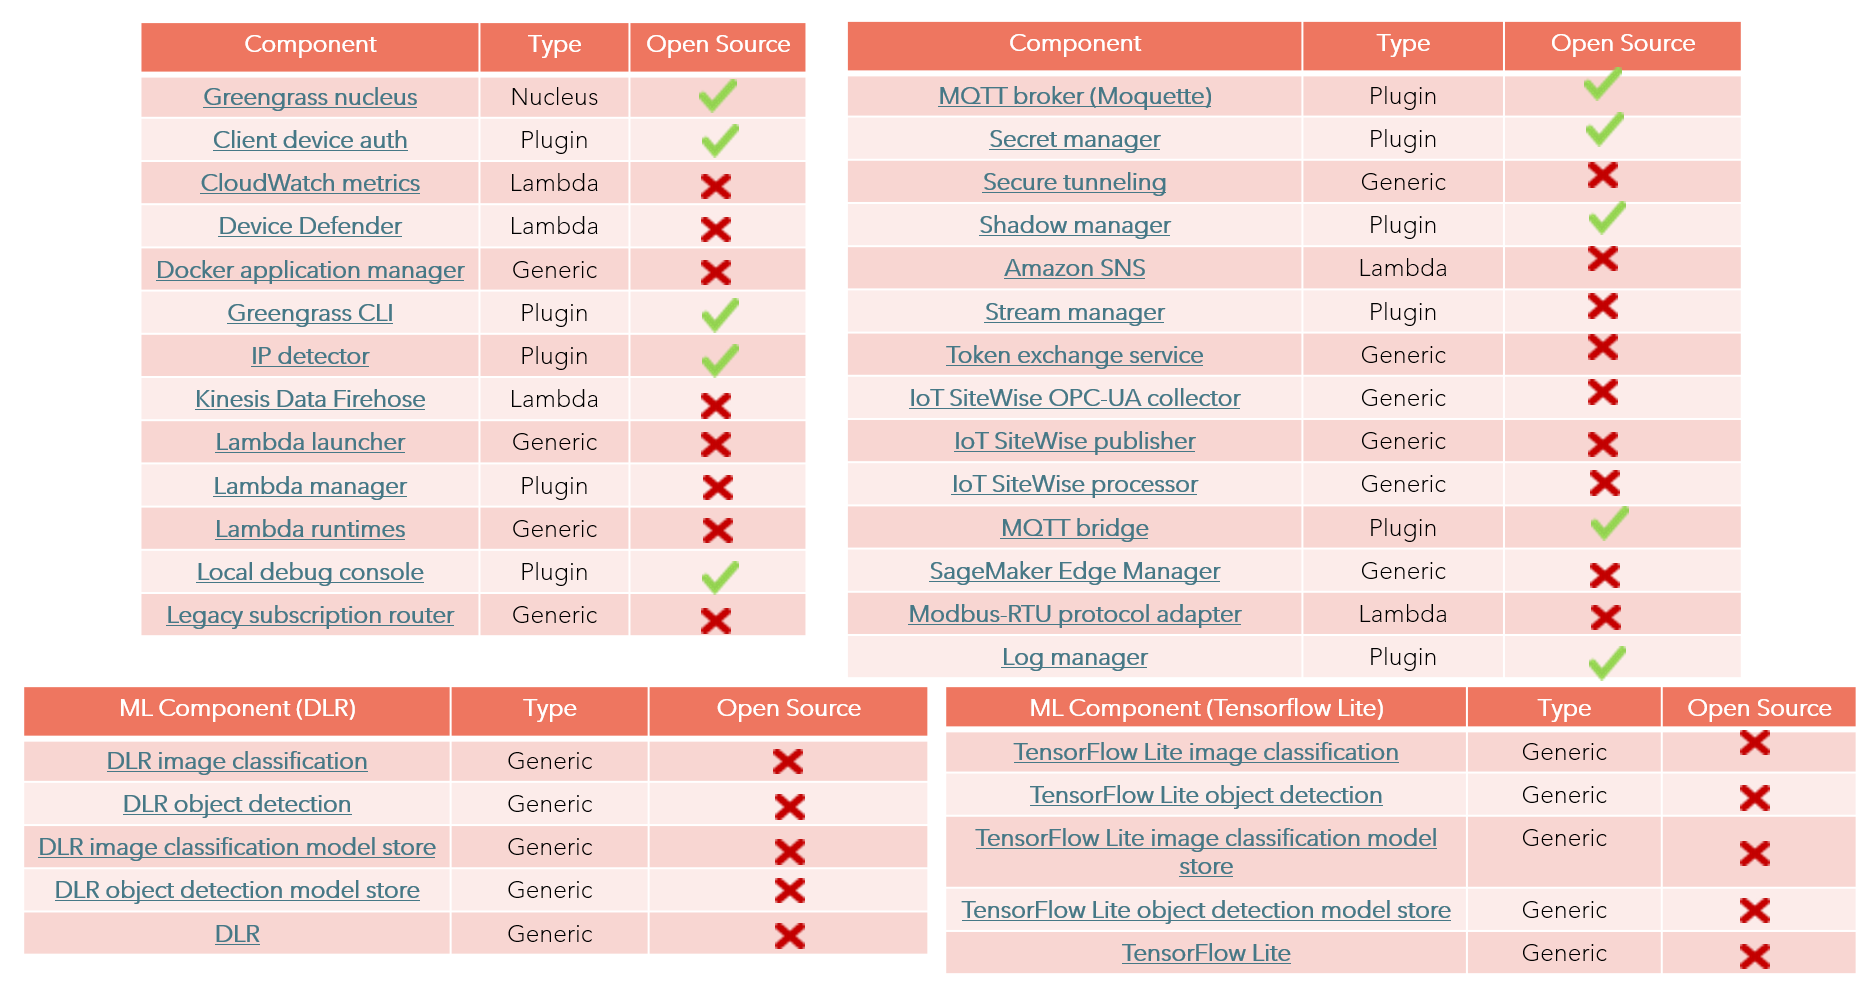 Component Type Open Source
Greengrass nucleus Nucleus ✓
Client device auth Plugin ✓
CloudWatch metrics Lambda ✗
Device Defender Lambda ✗
Docker application manager Generic ✗
Greengrass CLI Plugin ✓
IP detector Plugin ✓
Kinesis Data Firehose Lambda ✗
Lambda launcher Generic ✗
Lambda manager Plugin ✗
Lambda runtimes Generic ✗
Local debug console Plugin ✓
Legacy subscription router Generic ✗
Component Type Open Source
MQTT broker (Moquette) Plugin ✓
Secret manager Plugin ✓
Secure tunneling Generic ✗
Shadow manager Plugin ✓
Amazon SNS Lambda ✗
Stream manager Plugin ✗
Token exchange service Generic ✗
IoT SiteWise OPC-UA collector Generic ✗
IoT SiteWise publisher Generic ✗
IoT SiteWise processor Generic ✗
MQTT bridge Plugin ✓
SageMaker Edge Manager Generic ✗
Modbus-RTU protocol adapter Lambda ✗
Log manager Plugin ✓
ML Component (DLR) Type Open Source
DLR image classification Generic ✗
DLR object detection Generic ✗
DLR image classification model store Generic ✗
DLR object detection model store Generic ✗
DLR Generic ✗
ML Component (Tensorflow Lite) Type Open Source
TensorFlow Lite image classification Generic ✗
TensorFlow Lite object detection Generic ✗
TensorFlow Lite image classification model Generic ✗
store
TensorFlow Lite object detection model store Generic ✗
TensorFlow Lite Generic ✗